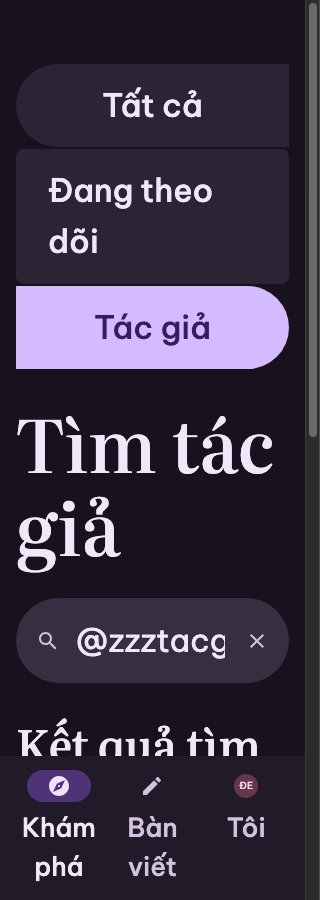 Tất cả
Đang theo
dõi
Tác giả
Tìm tác
giả
@zzztacg
Kết quả tìm
ĐE
Khám
phá
Bàn
viết
Tôi